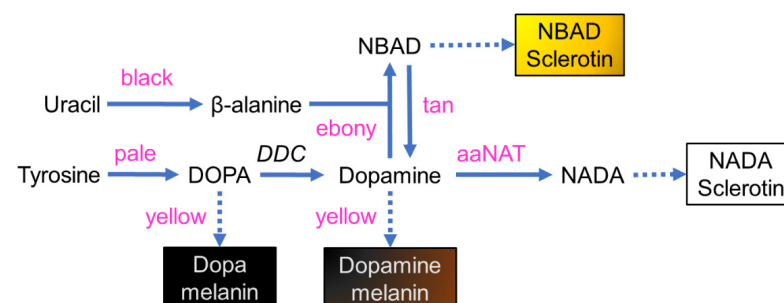 NBAD
NBAD
Sclerotin
black
Uracil
β-alanine
tan
ebony
pale
DDC
aaNAT
Tyrosine
DOPA
Dopamine
NADA
NADA
Sclerotin
yellow
yellow
Dopa
melanin
Dopamine
melanin